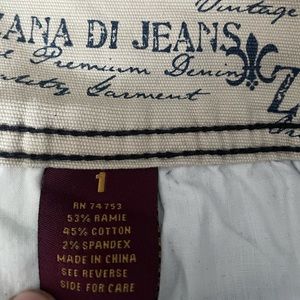 Vintage
ZANA DI JEANS
Premium Denim
Quality Garment
1
RN 74753
53% RAMIE
45% COTTON
2% SPANDEX
MADE IN CHINA
SEE REVERSE
SIDE FOR CARE